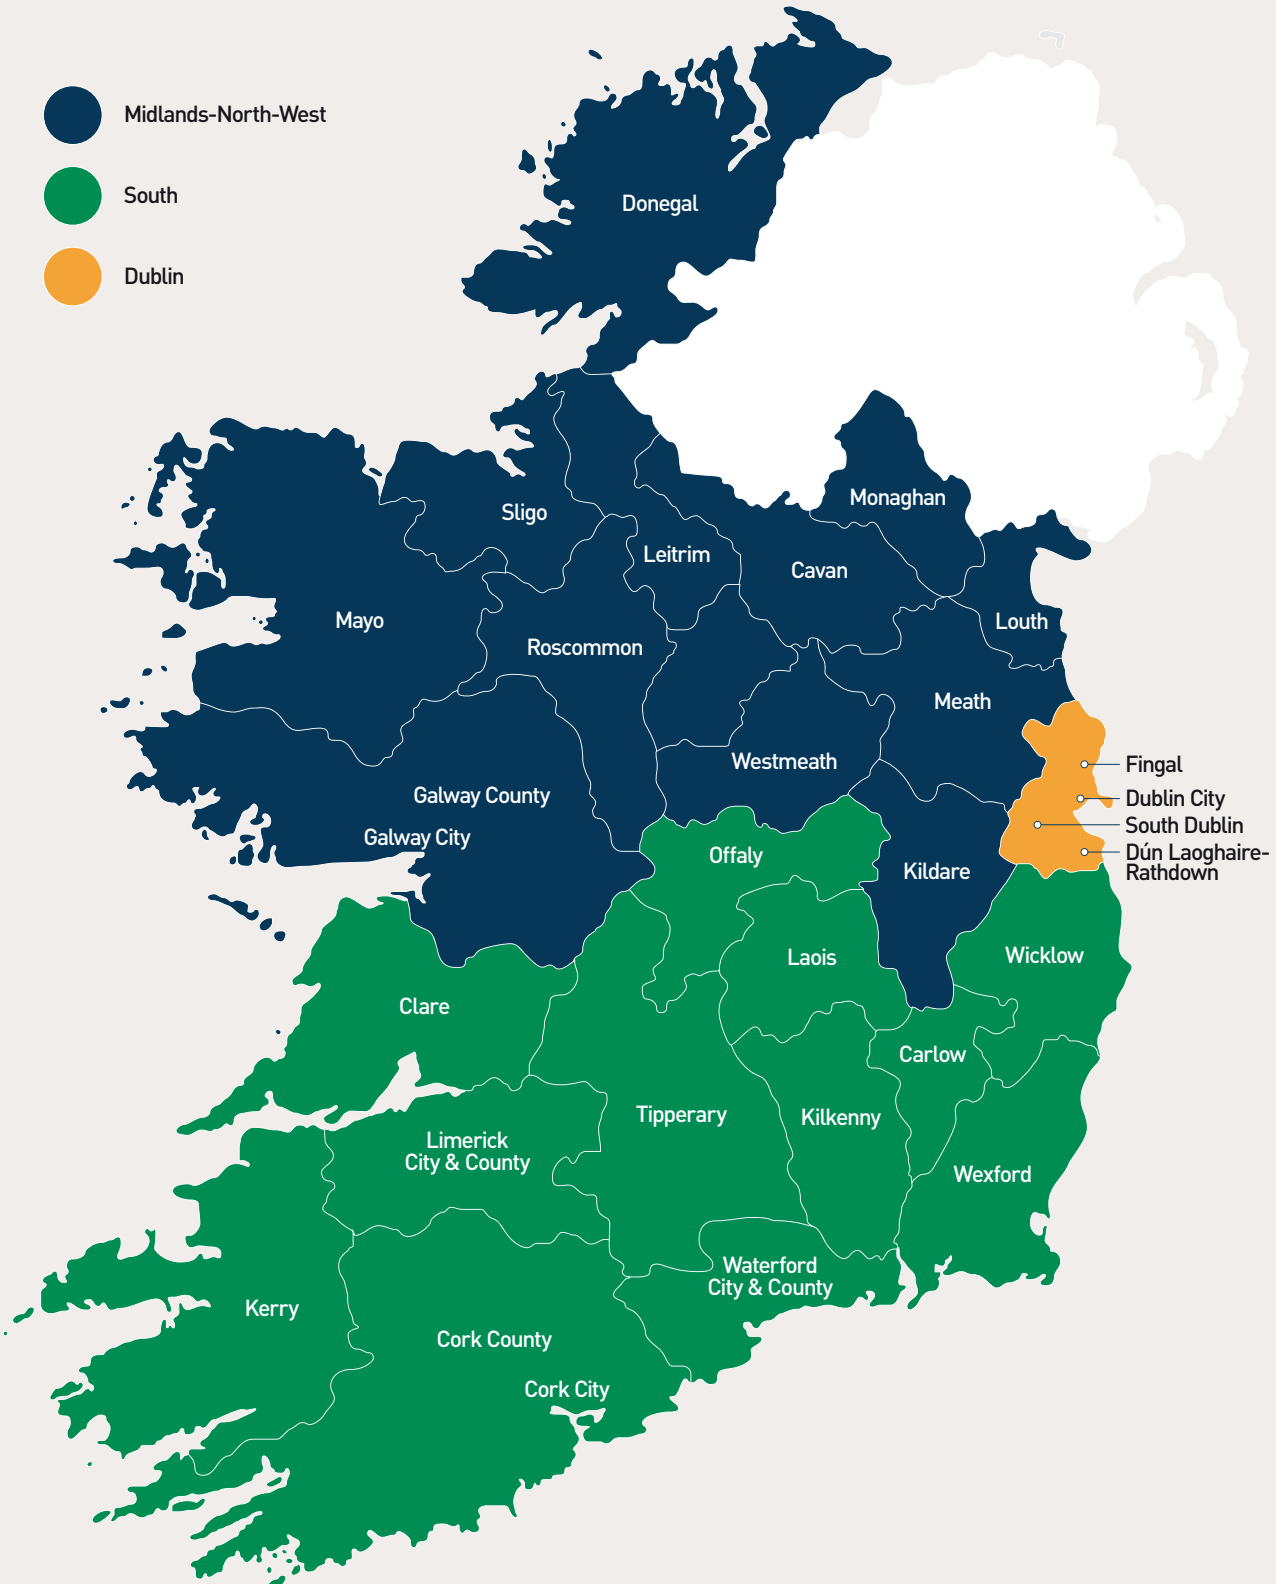 Midlands-North-West
South
Dublin
Donegal
Monaghan
Sligo
Leitrim
Cavan
Mayo
Louth
Roscommon
Meath
Westmeath
Fingal
Galway County
Dublin City
South Dublin
Galway City
Offaly
Dún Laoghaire-
Rathdown
Kildare
Laois
Wicklow
Clare
Carlow
Tipperary
Kilkenny
Limerick
City & County
Wexford
Waterford
City & County
Kerry
Cork County
Cork City